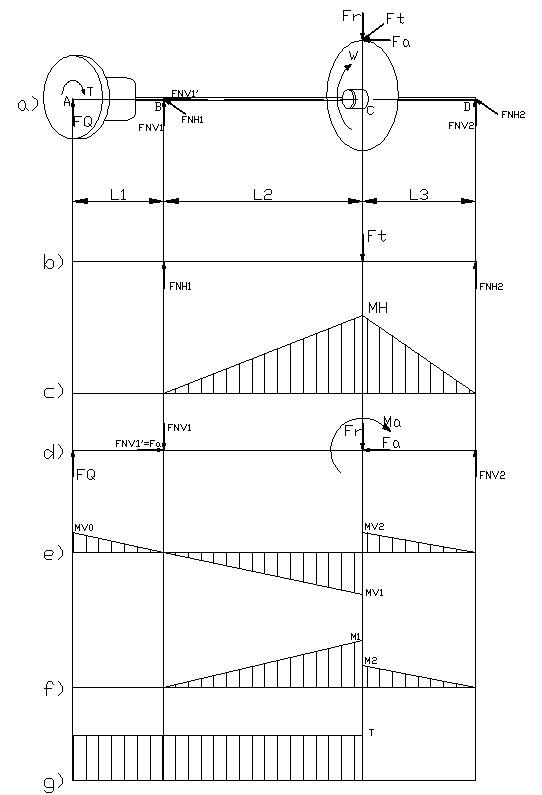 Fr
Ft
Fa
W
a)
A
T
B
FNV1'
C
D
FQ
FNV1
FNH1
FNV2
FNH2
L1
L2
L3
b)
Ft
FNH1
FNH2
c)
MH
d)
FNV1
FNV1'=Fa
Fr
Ma
Fa
FQ
FNV2
e)
MV0
MV2
MV1
f)
M1
M2
g)
T